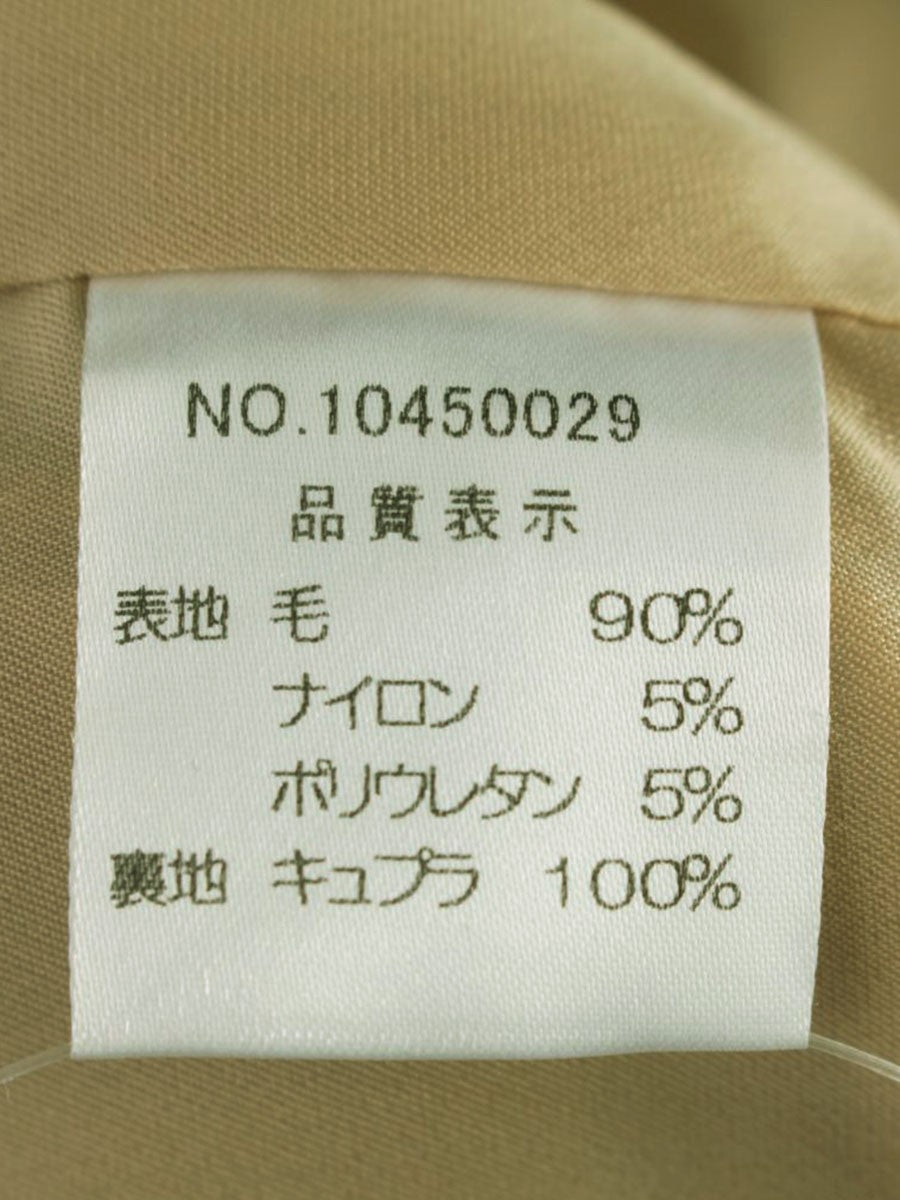 NO.10450029
品質表示
表地 毛 90%
ナイロン 5%
ポリウレタン 5%
裏地 キュプラ 100%